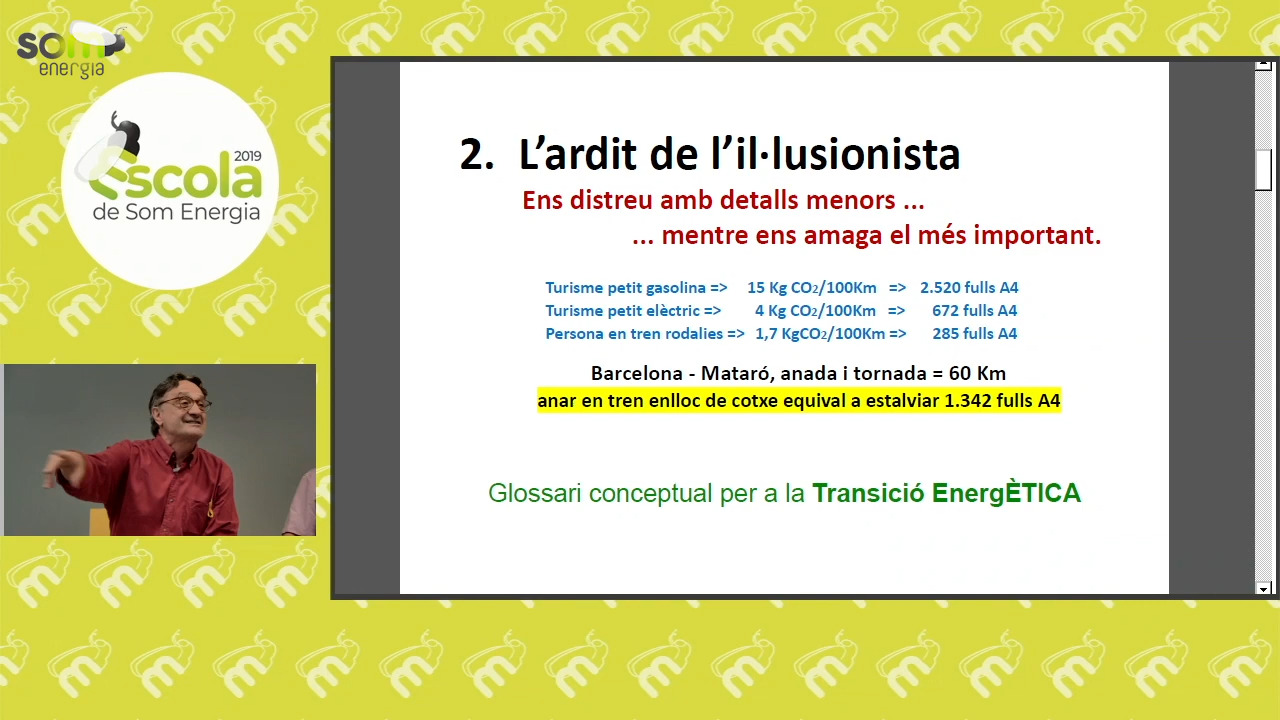 som
energia
2019
Escola
de Som Energia
2. L’ardit de l’il·lusionista
Ens distreu amb detalls menors ...
... mentre ens amaga el més important.
Turisme petit gasolina => 15 Kg CO2/100Km => 2.520 fulls A4
Turisme petit elèctric => 4 Kg CO2/100Km => 672 fulls A4
Persona en tren rodalies => 1,7 KgCO2/100Km => 285 fulls A4
Barcelona - Mataró, anada i tornada = 60 Km
anar en tren enlloc de cotxe equival a estalviar 1.342 fulls A4
Glossari conceptual per a la Transició EnergÈTICA